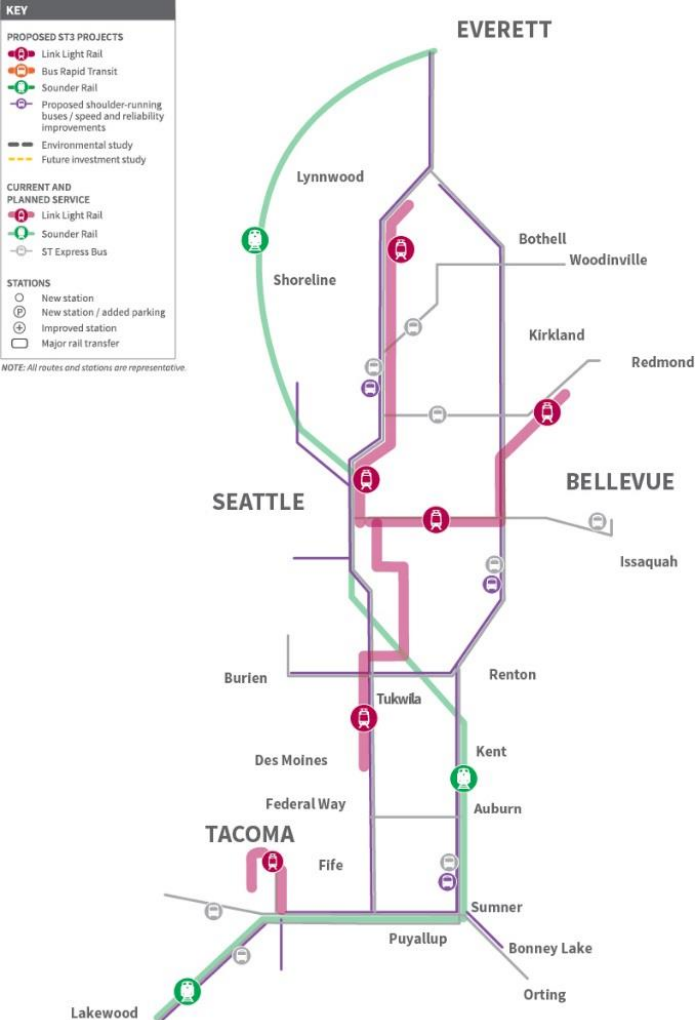 KEY
PROPOSED ST3 PROJECTS
Link Light Rail
Bus Rapid Transit
Sounder Rail
Proposed shoulder-running
buses / speed and reliability
improvements
Environmental study
Future investment study
CURRENT AND
PLANNED SERVICE
Link Light Rail
Sounder Rail
ST Express Bus
STATIONS
New station
P New station / added parking
Improved station
Major rail transfer
NOTE: All routes and stations are representative.
EVERETT
Lynnwood
Bothell
Woodinville
Shoreline
Kirkland
Redmond
BELLEVUE
SEATTLE
Issaquah
Burien
Renton
Tukwila
Kent
Des Moines
Federal Way
Auburn
TACOMA
Fife
Sumner
Puyallup
Bonney Lake
Orting
Lakewood